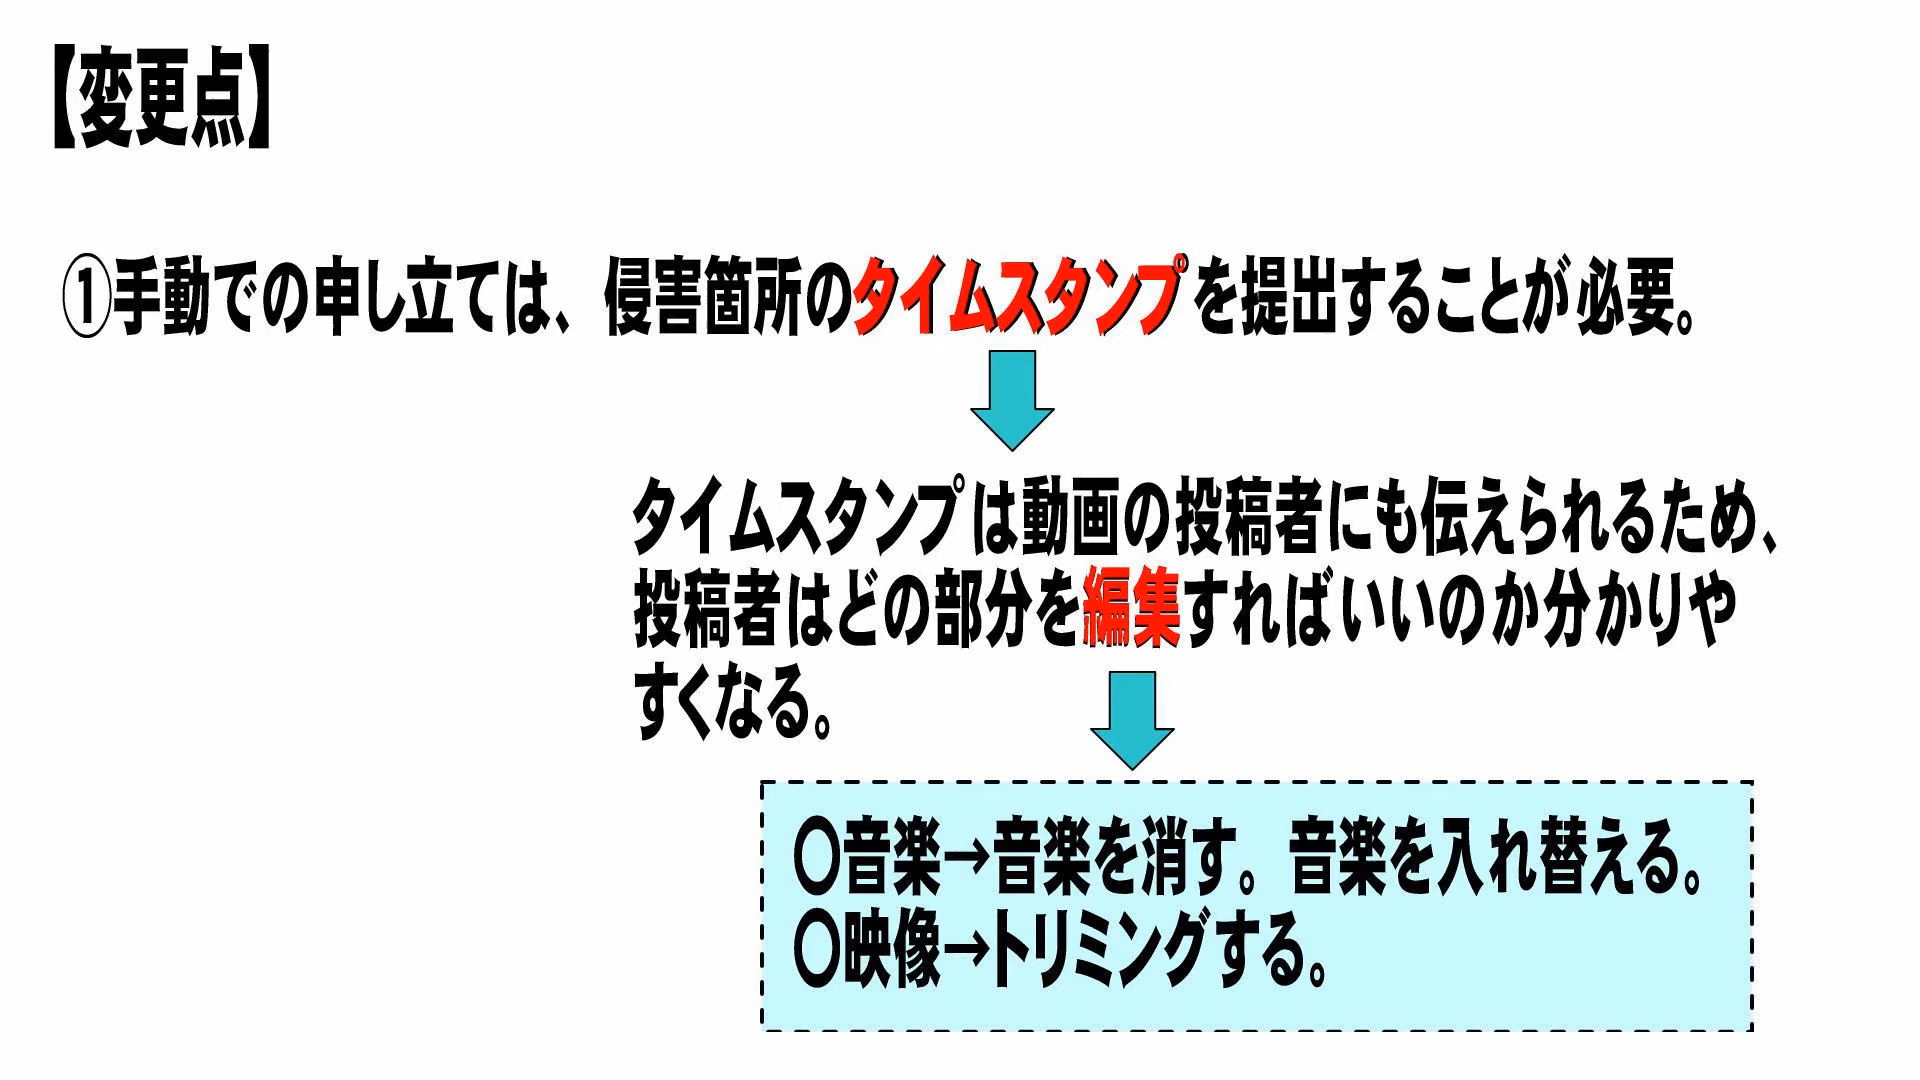 【変更点】
①手動での申し立ては、侵害箇所のタイムスタンプを提出することが必要。
タイムスタンプは動画の投稿者にも伝えられるため、
投稿者はどの部分を編集すればいいのか分かりや
すくなる。
〇音楽→音楽を消す。音楽を入れ替える。
〇映像→トリミングする。